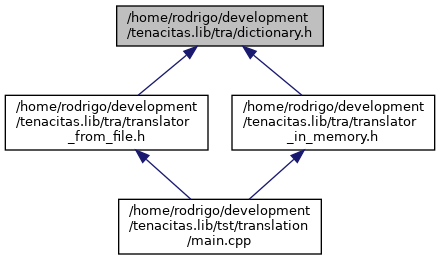 /home/rodrigo/development
/tenacitas.lib/tra/dictionary.h
/home/rodrigo/development
/tenacitas.lib/tra/translator
_from_file.h
/home/rodrigo/development
/tenacitas.lib/tra/translator
_in_memory.h
/home/rodrigo/development
/tenacitas.lib/tst/translation
/main.cpp